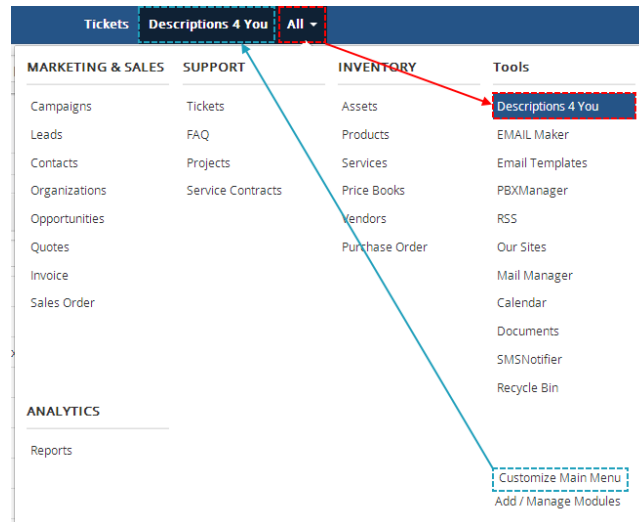 Tickets Descriptions 4 You All
MARKETING & SALES SUPPORT INVENTORY Tools
Campaigns Tickets Assets Descriptions 4 You
Leads FAQ Products EMAIL Maker
Contacts Projects Services Email Templates
Organizations Service Contracts Price Books PBXManager
Opportunities Vendors RSS
Quotes Purchase Order Our Sites
Invoice Mail Manager
Sales Order Calendar
Documents
SMSNotifier
Recycle Bin
ANALYTICS
Reports
Customize Main Menu
Add / Manage Modules